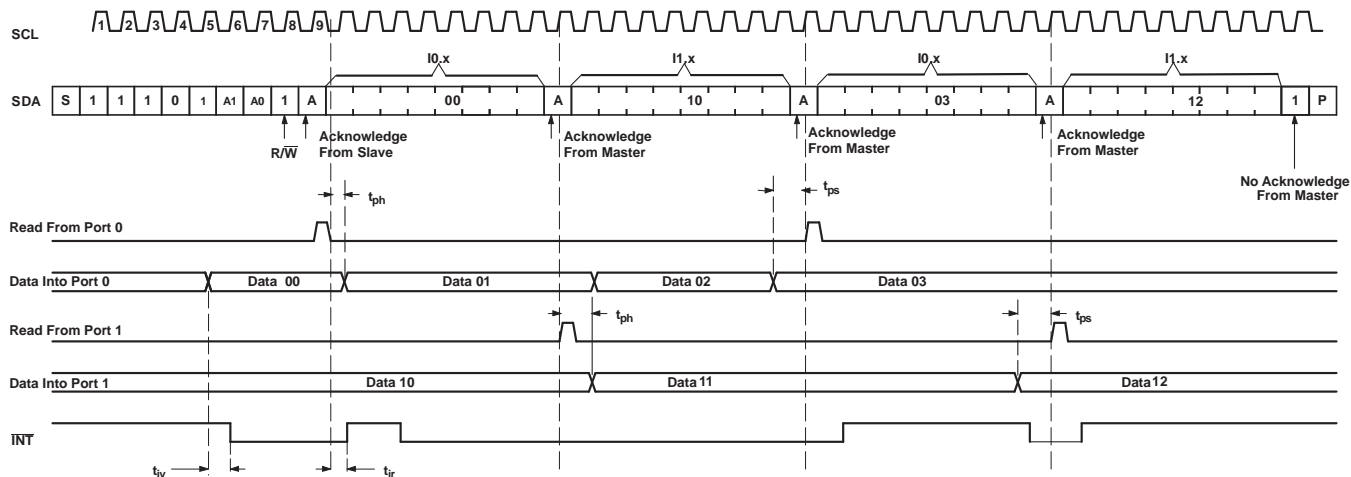 SCL 1 2 3 4 5 6 7 8 9
I0.x I1.x I0.x I1.x
SDA S 1 1 1 0 1 A1 A0 1 A 00 A 10 A 03 A 12 1 P
R/W
Acknowledge
From Slave
Acknowledge
From Master
Acknowledge
From Master
Acknowledge
From Master
No Acknowledge
From Master
tph
tps
Read From Port 0
Data Into Port 0 Data 00 Data 01 Data 02 Data 03
tph
tps
Read From Port 1
Data Into Port 1 Data 10 Data 11 Data 12
INT
tiv
tir